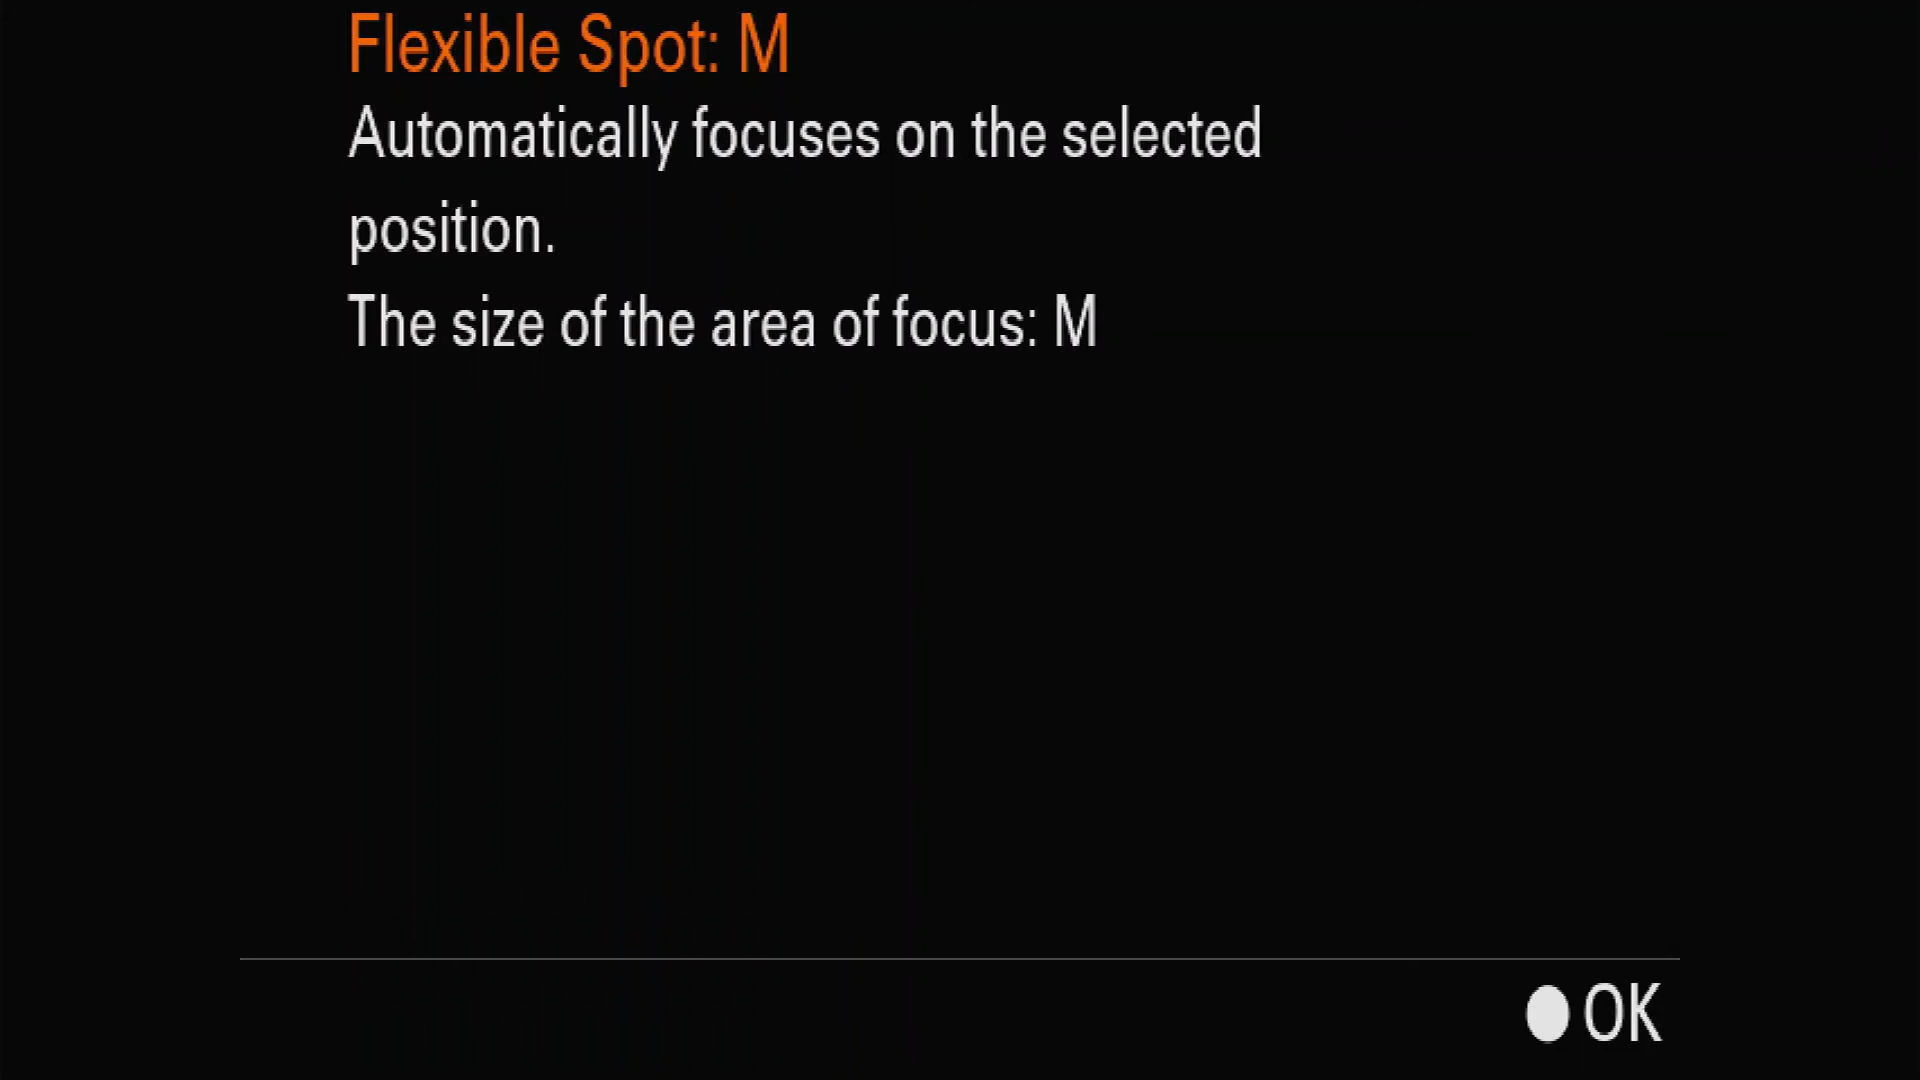 Flexible Spot: M
Automatically focuses on the selected
position.
The size of the area of focus: M
OK